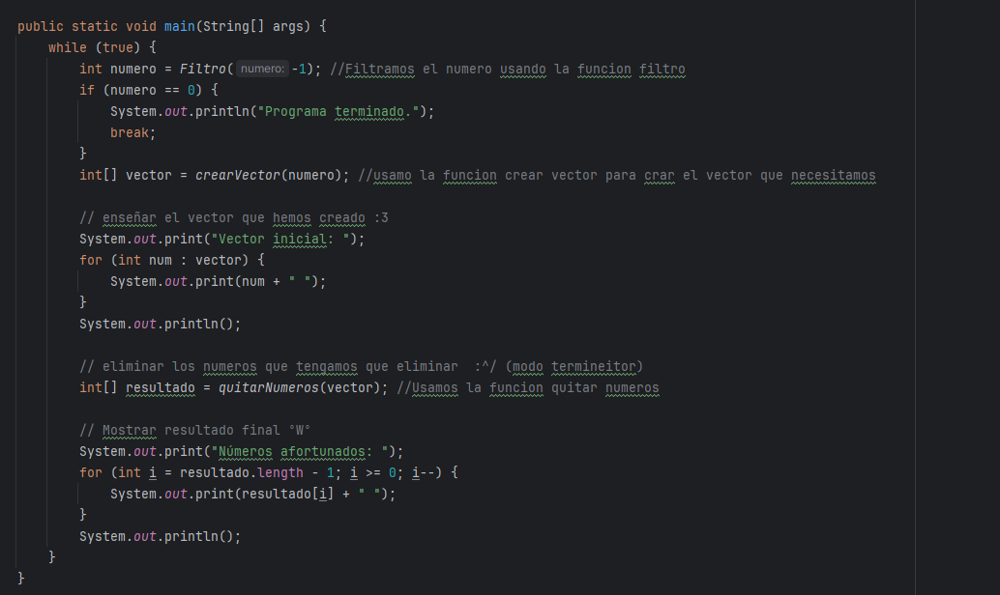 public static void main(String[] args) {
while (true) {
int numero = Filtro( numero: -1); //Filtramos el numero usando la funcion filtro
if (numero == 0) {
System.out.println("Programa terminado.");
break;
}
int[] vector = crearVector(numero); //usamo la funcion crear vector para crar el vector que necesitamos
// enseñar el vector que hemos creado :3
System.out.print("Vector inicial: ");
for (int num : vector) {
System.out.print(num + " ");
}
System.out.println();
// eliminar los numeros que tengamos que eliminar  :^/ (modo termineitor)
int[] resultado = quitarNumeros(vector); //Usamos la funcion quitar numeros
// Mostrar resultado final °W°
System.out.print("Números afortunados: ");
for (int i = resultado.length - 1; i >= 0; i--) {
System.out.print(resultado[i] + " ");
}
System.out.println();
}
}